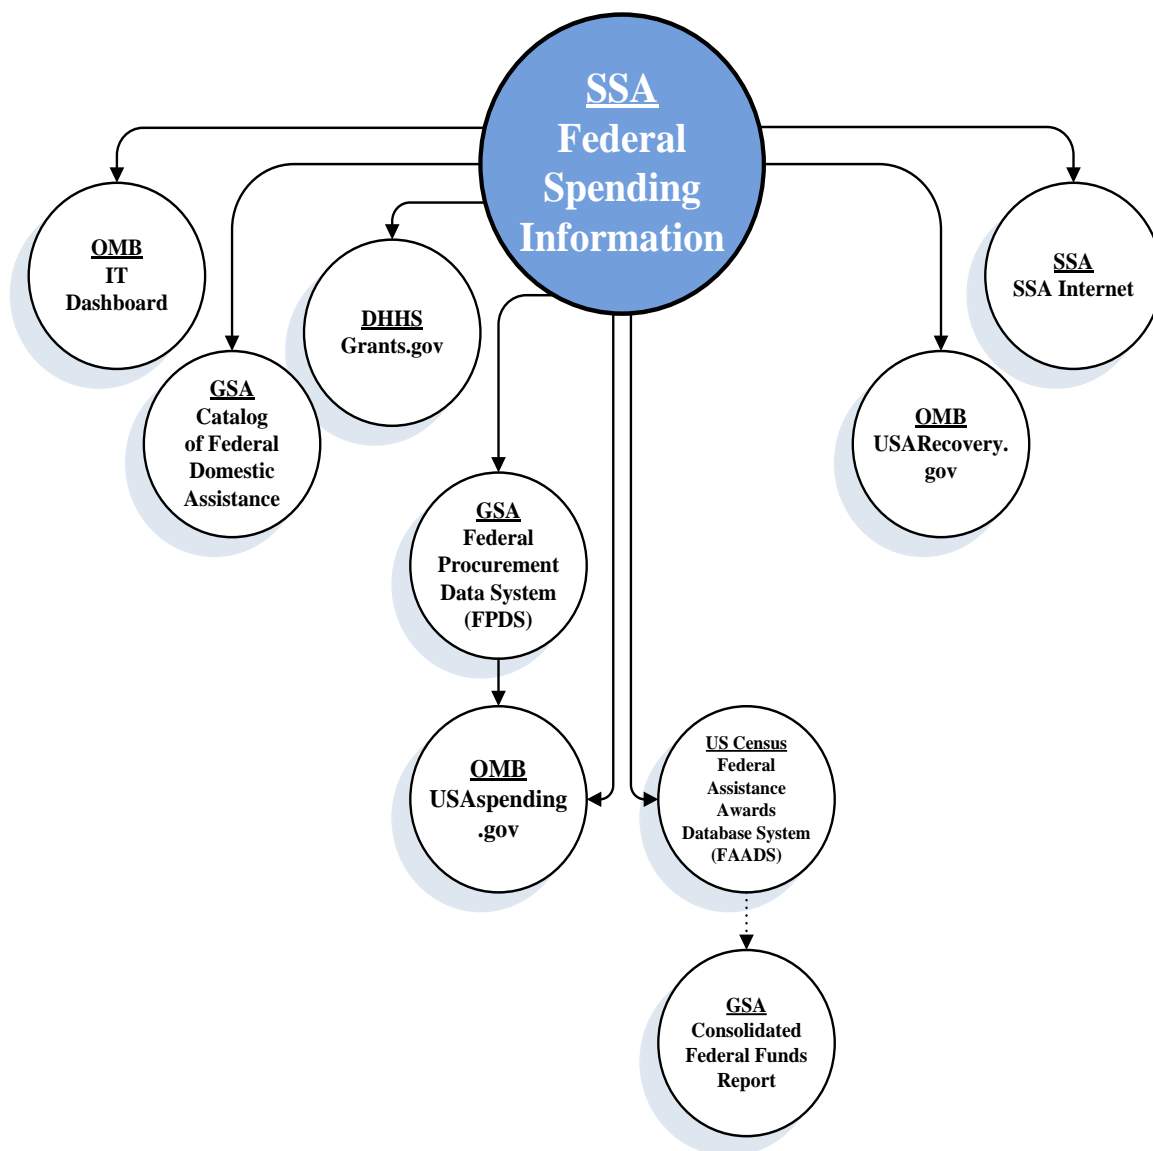 SSA
Federal
Spending
Information
OMB
IT
Dashboard
GSA
Catalog
of Federal
Domestic
Assistance
DHHS
Grants.gov
GSA
Federal
Procurement
Data System
(FPDS)
OMB
USAspending
.gov
US Census
Federal
Assistance
Awards
Database System
(FAADS)
GSA
Consolidated
Federal Funds
Report
OMB
USARecovery.
gov
SSA
SSA Internet